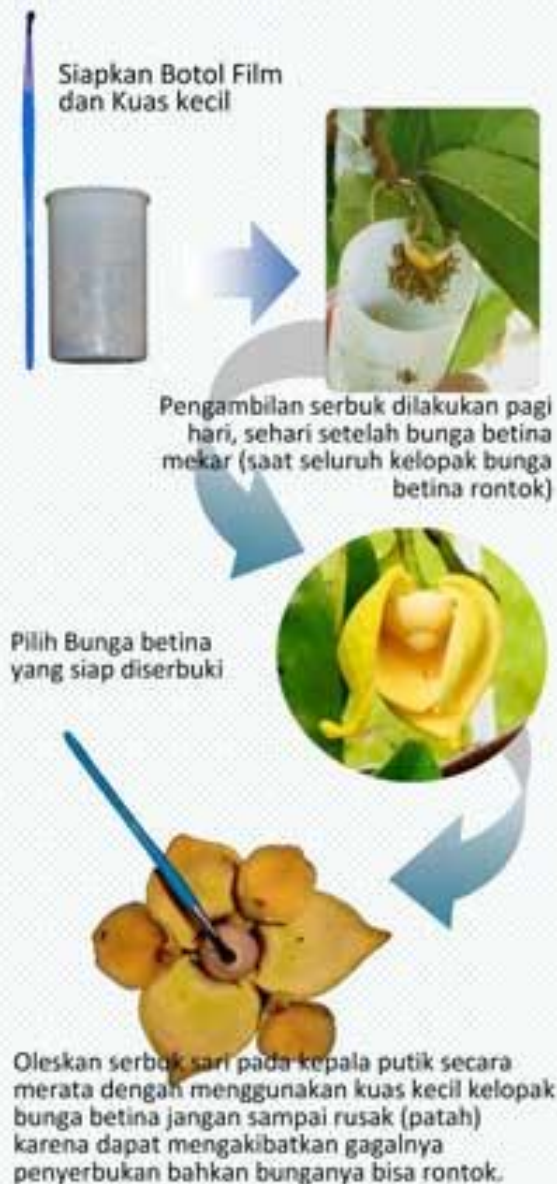 Siapkan Botol Film
dan Kuas kecil
Pengambilan serbuk dilakukan pagi
hari, sehari setelah bunga betina
mekar (saat seluruh kelopak bunga
betina rontok)
Pilih Bunga betina
yang siap diserbuki
Oleskan serbuk sari pada kepala putik secara
merata dengan menggunakan kuas kecil kelopak
bunga betina jangan sampai rusak (patah)
karena dapat mengakibatkan gagalnya
penyerbukan bahkan bunganya bisa rontok.